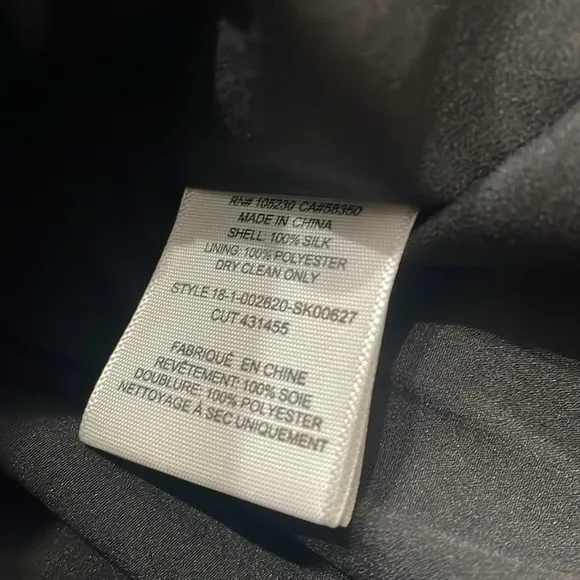 RN# 108230 CA#58350
MADE IN CHINA
SHELL: 100% SILK
LINING: 100% POLYESTER
DRY CLEAN ONLY
STYLE 18-1-002620-SK00627
CUT 431455
FABRIQUÉ EN CHINE
REVÊTEMENT: 100% SOIE
DOUBLURE: 100% POLYESTER
NETTOYAGE À SEC UNIQUEMENT